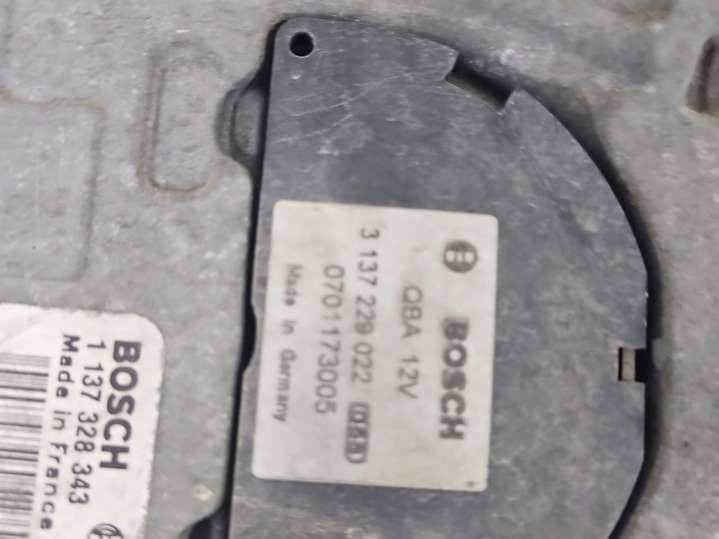 BOSCH
QBA 12V
3 137 229 022
0701173005
Made in Germany
BOSCH
1 137 328 343
Made in France